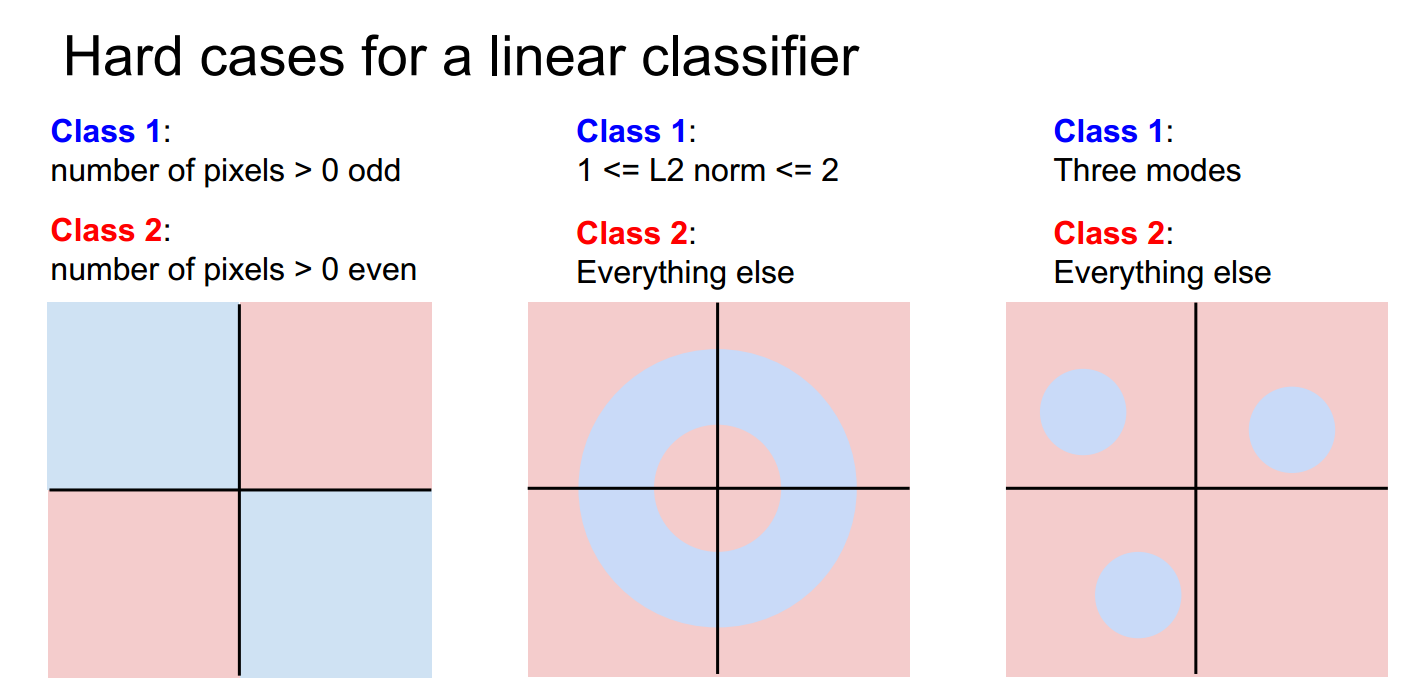 Hard cases for a linear classifier
Class 1:
number of pixels > 0 odd
Class 2:
number of pixels > 0 even
Class 1:
1 <= L2 norm <= 2
Class 2:
Everything else
Class 1:
Three modes
Class 2:
Everything else